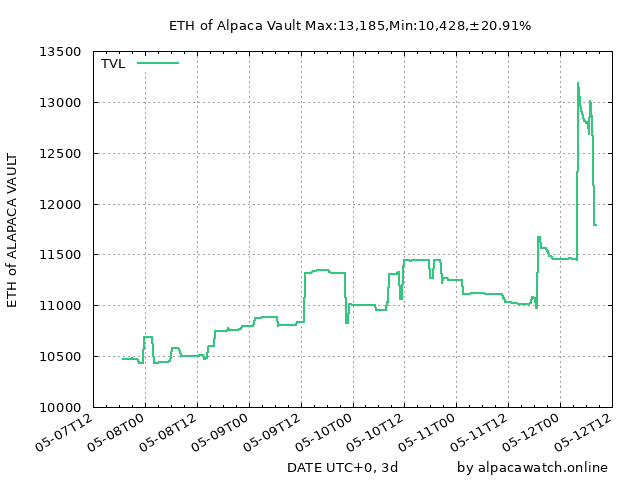 ETH of Alpaca Vault Max:13,185,Min:10,428,±20.91%
TVL
13500
13000
12500
12000
11500
11000
10500
10000
ETH of ALAPACA VAULT
05-07T12
05-08T00
05-08T12
05-09T00
05-09T12
05-10T00
05-10T12
05-11T00
05-11T12
05-12T00
05-12T12
DATE UTC+0, 3d
by alpacawatch.online